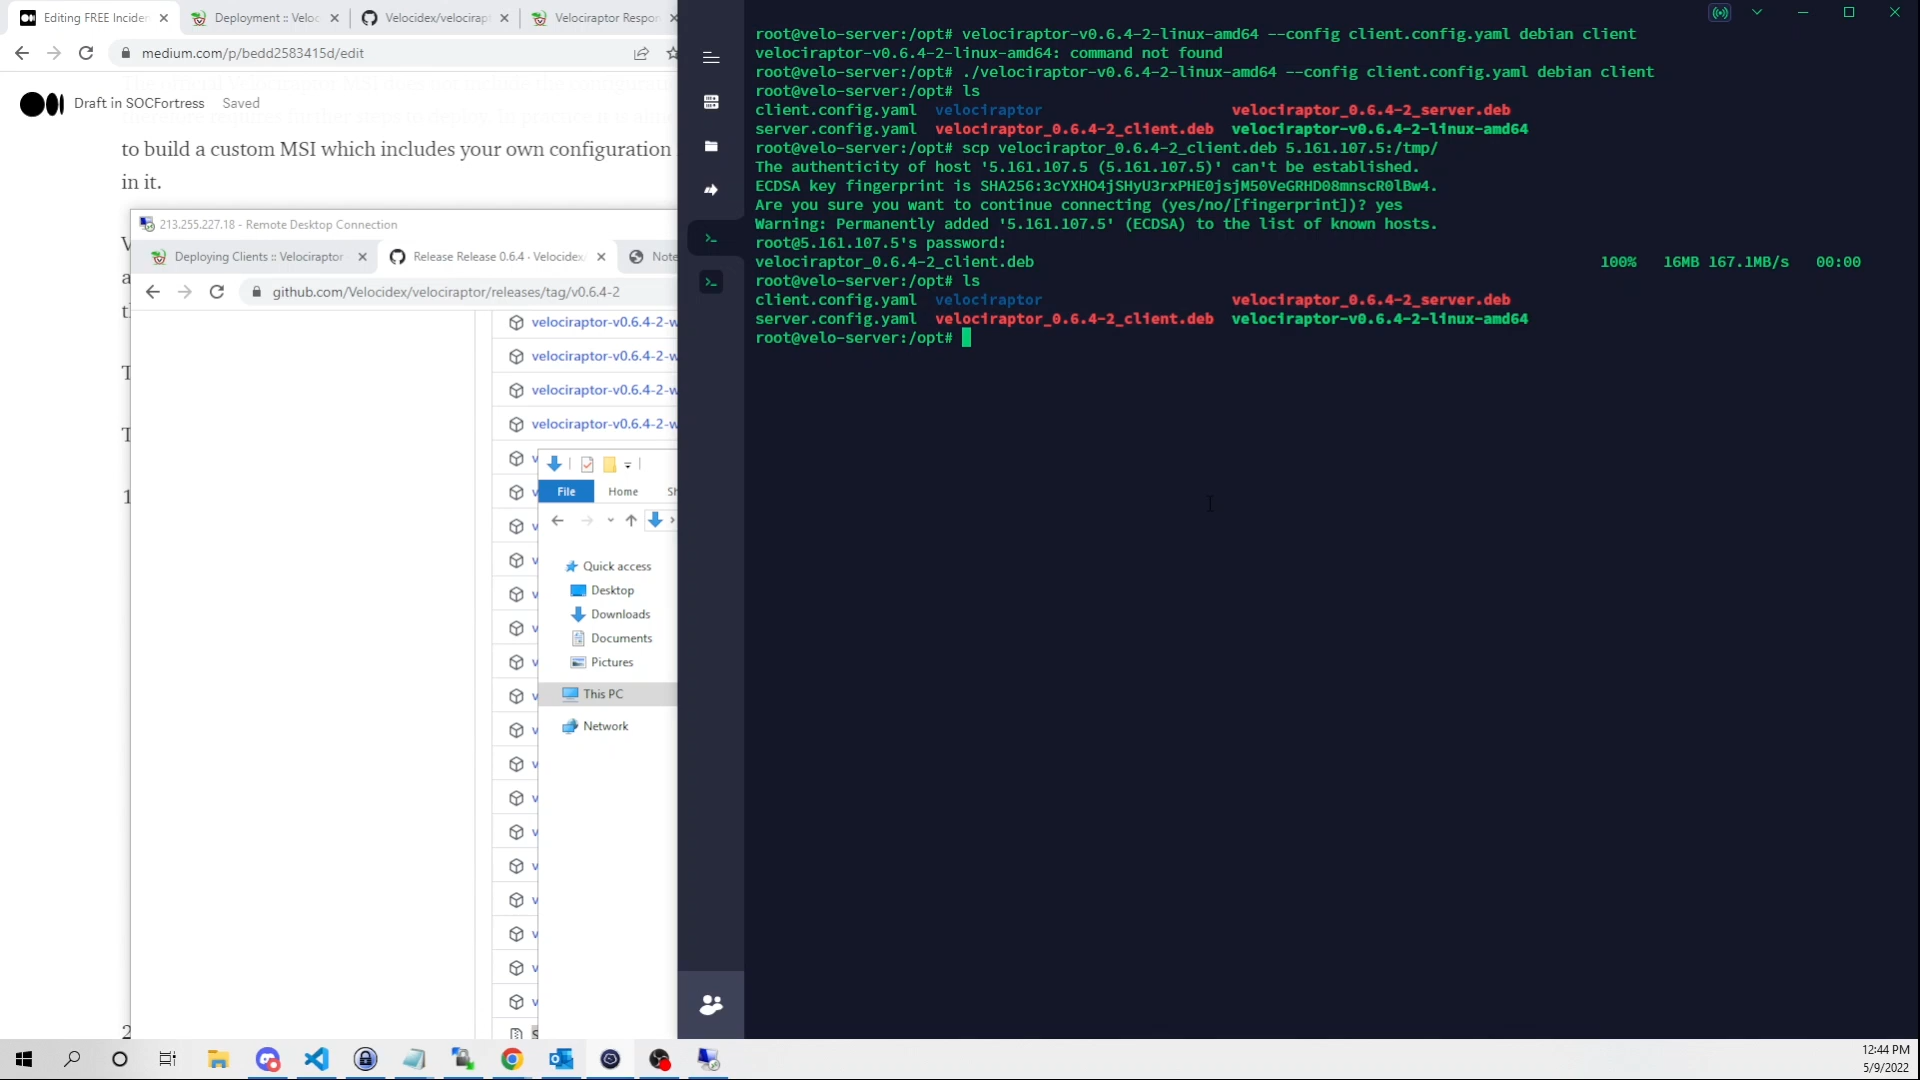 Editing FREE Inciden
Deployment :: Veloc
Velocidex/velocirapt
Velociraptor Respon
medium.com/p/bedd2583415d/edit
Draft in SOCFortress Saved
to build a custom MSI which includes your own configuration
in it.
213.255.227.18 - Remote Desktop Connection
Deploying Clients :: Velociraptor
Release Release 0.6.4 · Velocidex/
Note
github.com/Velocidex/velociraptor/releases/tag/v0.6.4-2
velociraptor-v0.6.4-2-w
velociraptor-v0.6.4-2-w
velociraptor-v0.6.4-2-w
velociraptor-v0.6.4-2-w
File Home Sh
Quick access
Desktop
Downloads
Documents
Pictures
This PC
Network
root@velo-server:/opt# velociraptor-v0.6.4-2-linux-amd64 --config client.config.yaml debian client
velociraptor-v0.6.4-2-linux-amd64: command not found
root@velo-server:/opt# ./velociraptor-v0.6.4-2-linux-amd64 --config client.config.yaml debian client
root@velo-server:/opt# ls
client.config.yaml velociraptor velociraptor_0.6.4-2_server.deb
server.config.yaml velociraptor_0.6.4-2_client.deb velociraptor-v0.6.4-2-linux-amd64
root@velo-server:/opt# scp velociraptor_0.6.4-2_client.deb 5.161.107.5:/tmp/
The authenticity of host '5.161.107.5 (5.161.107.5)' can't be established.
ECDSA key fingerprint is SHA256:3cYXHO4jSHyU3rxPHE0jsjM50VeGRHD08mnscR0lBw4.
Are you sure you want to continue connecting (yes/no/[fingerprint])? yes
Warning: Permanently added '5.161.107.5' (ECDSA) to the list of known hosts.
root@5.161.107.5's password:
velociraptor_0.6.4-2_client.deb 100% 16MB 167.1MB/s 00:00
root@velo-server:/opt# ls
client.config.yaml velociraptor velociraptor_0.6.4-2_server.deb
server.config.yaml velociraptor_0.6.4-2_client.deb velociraptor-v0.6.4-2-linux-amd64
root@velo-server:/opt#
12:44 PM
5/9/2022